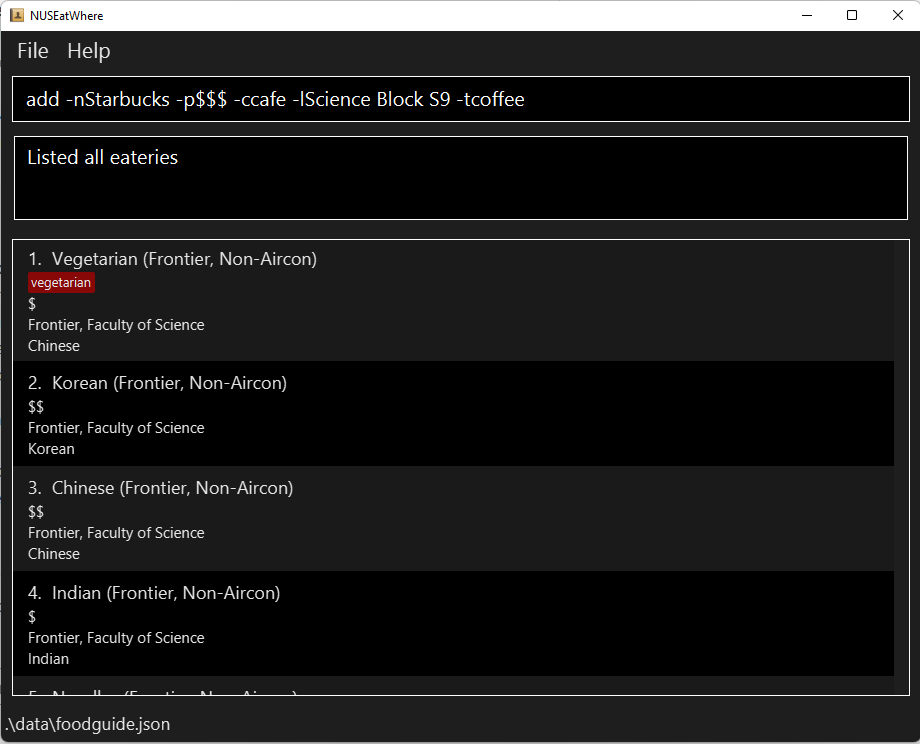 NUSEatWhere
File Help
add -nStarbucks -p$$$ -ccafe -lScience Block S9 -tcoffee
Listed all eateries
1. Vegetarian (Frontier, Non-Aircon)
vegetarian
$
Frontier, Faculty of Science
Chinese
2. Korean (Frontier, Non-Aircon)
$$
Frontier, Faculty of Science
Korean
3. Chinese (Frontier, Non-Aircon)
$$
Frontier, Faculty of Science
Chinese
4. Indian (Frontier, Non-Aircon)
$
Frontier, Faculty of Science
Indian
.\data\foodguide.json